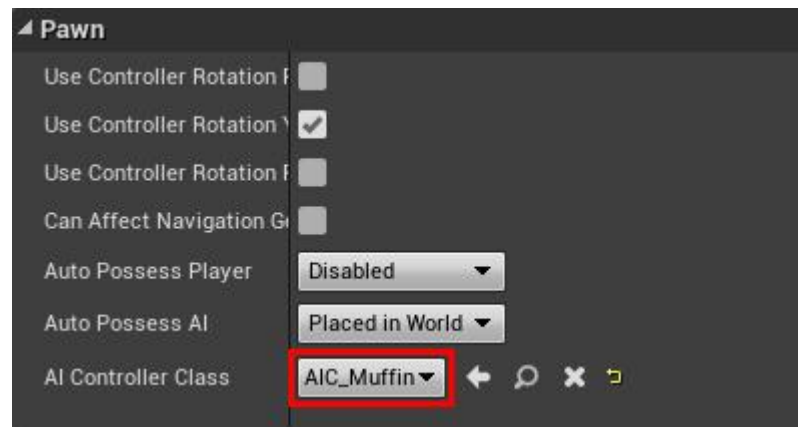 Pawn
Use Controller Rotation P
Use Controller Rotation Y
Use Controller Rotation R
Can Affect Navigation Ge
Auto Possess Player Disabled
Auto Possess AI Placed in World
AI Controller Class AIC_Muffin